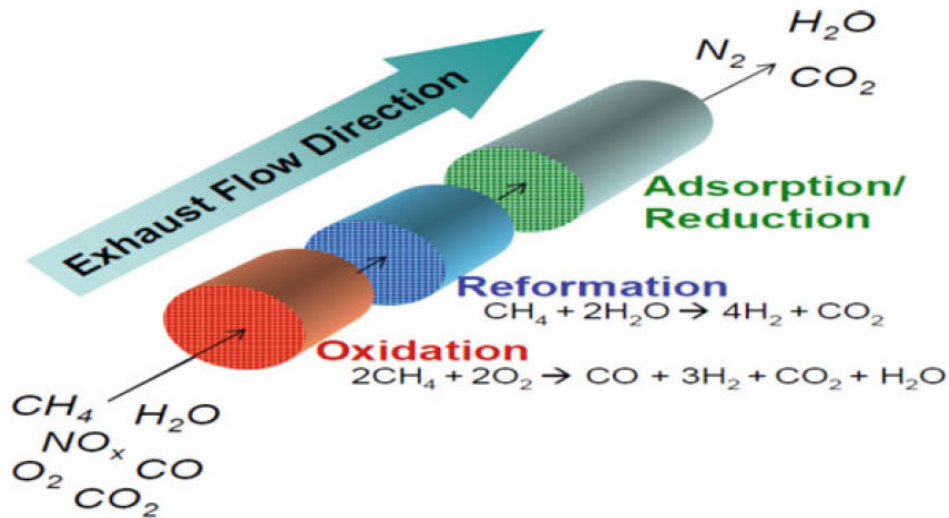 Exhaust Flow Direction
N₂
H₂O
CO₂
Adsorption/
Reduction
Reformation
CH₄ + 2H₂O → 4H₂ + CO₂
Oxidation
2CH₄ + 2O₂ → CO + 3H₂ + CO₂ + H₂O
CH₄ H₂O
NOₓ
O₂ CO
CO₂